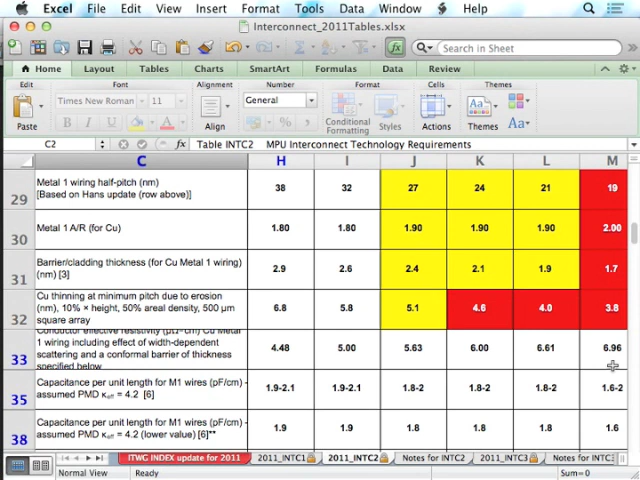 Excel File Edit View Insert Format Tools Data Window Help
Interconnect_2011Tables.xlsx
Search in Sheet
Home Layout Tables Charts SmartArt Formulas Data Review
Edit Font Alignment Number Format Cells Themes
Times New Roman 11 General
B I U A
Paste Align % Conditional Formatting Styles Actions Themes Aa
C2 fx Table INTC2 MPU Interconnect Technology Requirements
C H I J K L M
29 Metal 1 wiring half-pitch (nm) 38 32 27 24 21 19
[Based on Hans update (row above)]
30 Metal 1 A/R (for Cu) 1.80 1.80 1.90 1.90 1.90 2.00
31 Barrier/cladding thickness (for Cu Metal 1 wiring) 2.9 2.6 2.4 2.1 1.9 1.7
(nm) [3]
32 Cu thinning at minimum pitch due to erosion 6.8 5.8 5.1 4.6 4.0 3.8
(nm), 10% × height, 50% areal density, 500 µm
square array
33 Conductor effective resistivity (µΩ-cm) Cu Metal 4.48 5.00 5.63 6.00 6.61 6.96
1 wiring including effect of width-dependent
scattering and a conformal barrier of thickness
specified below
35 Capacitance per unit length for M1 wires (pF/cm) - 1.9-2.1 1.9-2.1 1.8-2 1.8-2 1.8-2 1.6-2
assumed PMD κeff = 4.2 [6]
38 Capacitance per unit length for M1 wires (pF/cm) - 1.9 1.9 1.8 1.8 1.8 1.6
assumed PMD κeff = 4.2 (lower value) [6]**
ITWG INDEX update for 2011 2011_INTC1 2011_INTC2 Notes for INTC2 2011_INTC3 Notes for INTC3
Normal View Ready Sum=0